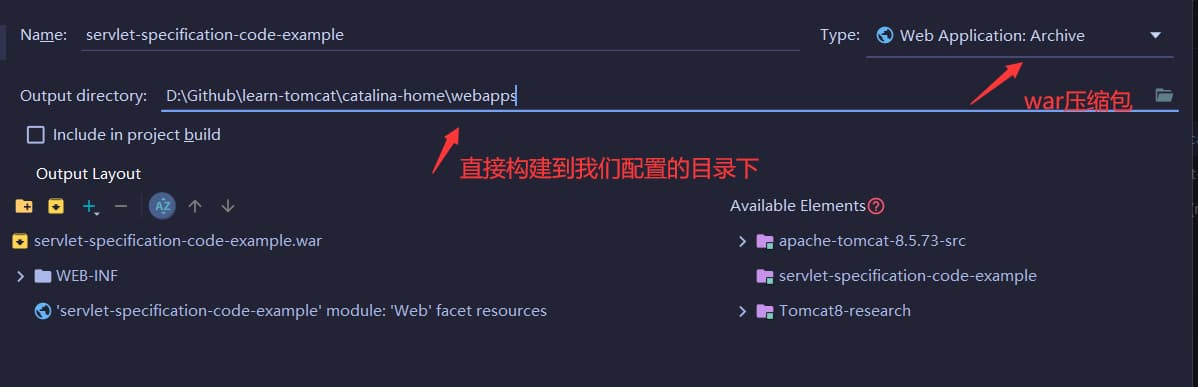 Name: servlet-specification-code-example Type: Web Application: Archive
war压缩包
Output directory: D:\Github\learn-tomcat\catalina-home\webapps
Include in project build
直接构建到我们配置的目录下
Output Layout
AZ
Available Elements?
servlet-specification-code-example.war
apache-tomcat-8.5.73-src
WEB-INF
servlet-specification-code-example
'servlet-specification-code-example' module: 'Web' facet resources
Tomcat8-research